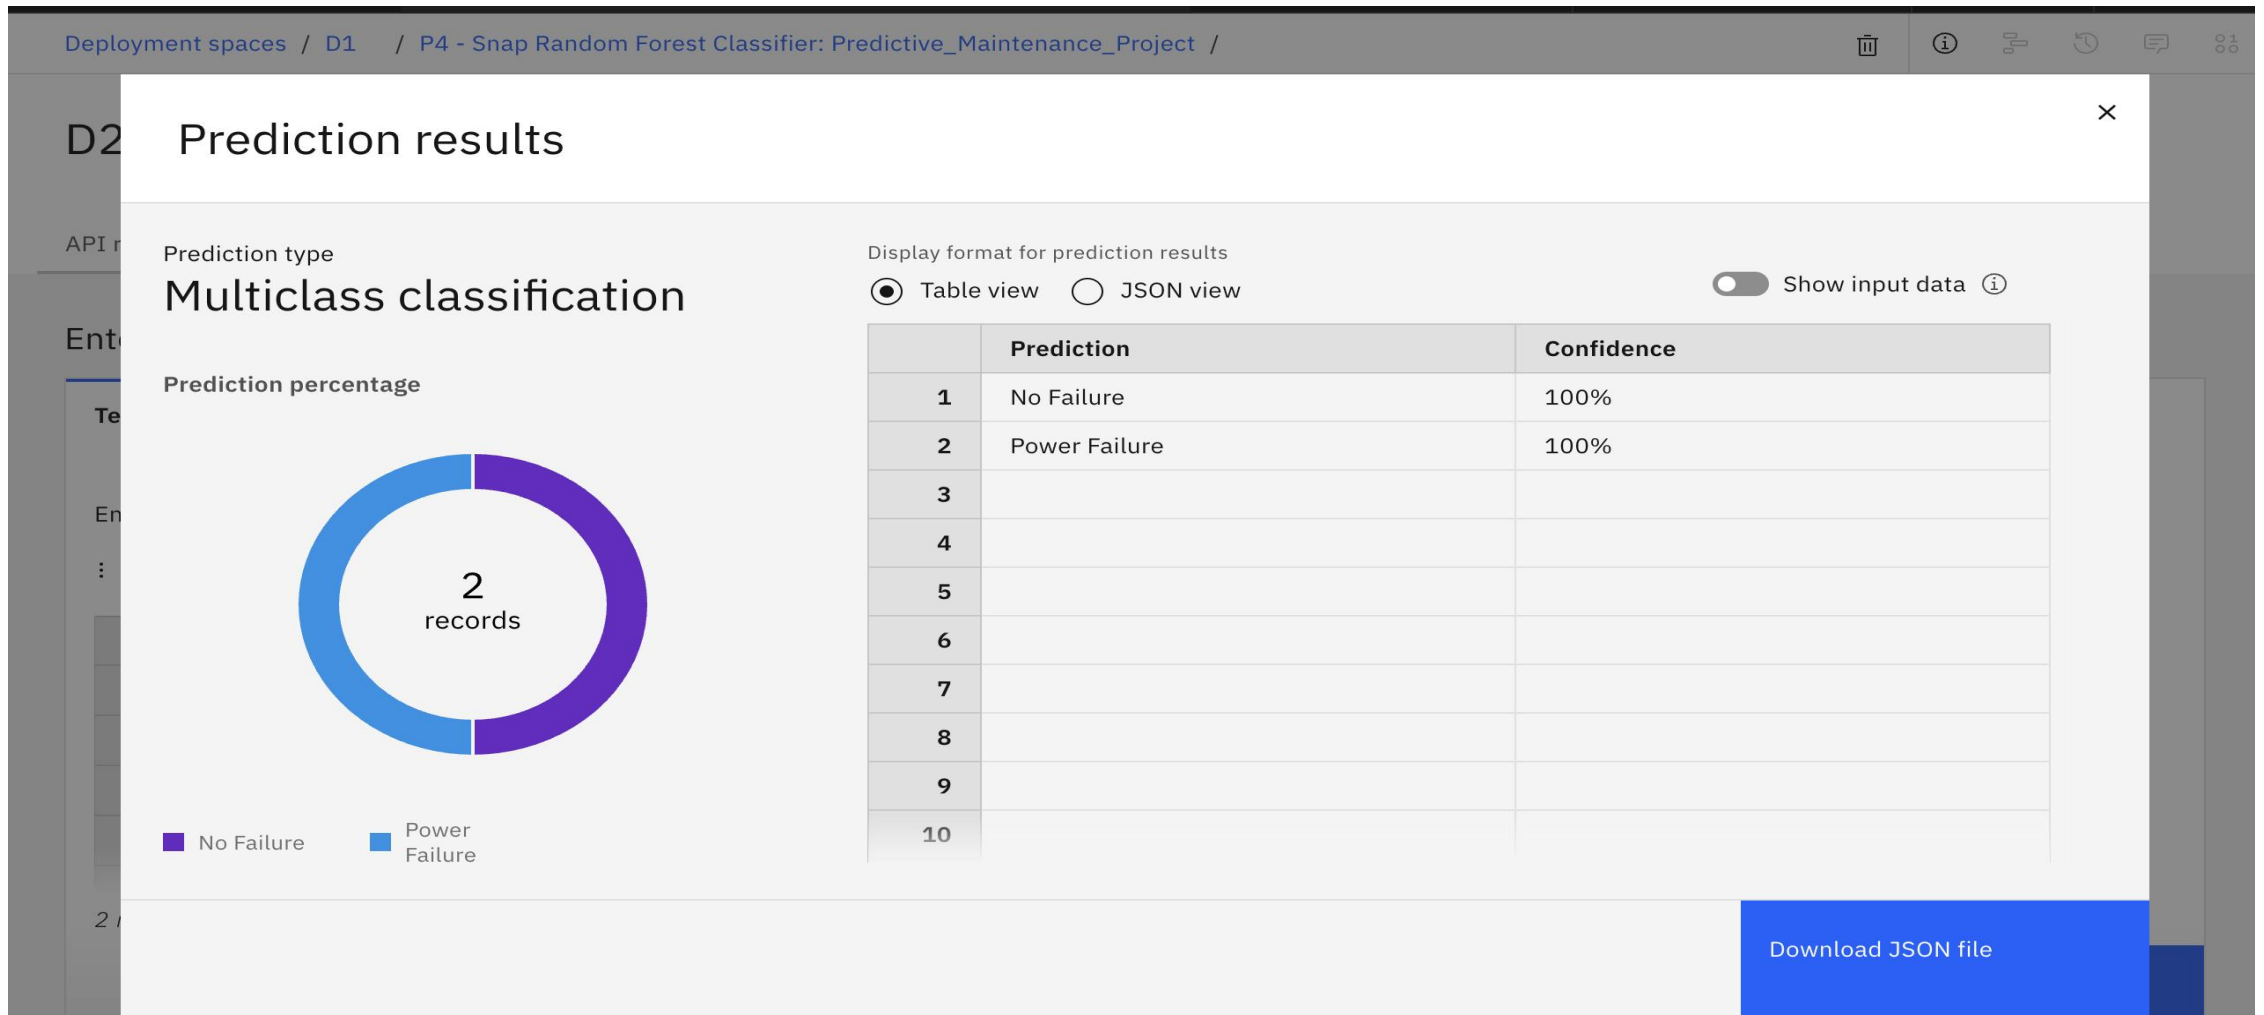 Deployment spaces / D1 / P4 - Snap Random Forest Classifier: Predictive_Maintenance_Project /
D2
Prediction results
API
Prediction type
Multiclass classification
Prediction percentage
2
records
No Failure
Power
Failure
Display format for prediction results
Table view JSON view
Show input data
Prediction Confidence
1 No Failure 100%
2 Power Failure 100%
3
4
5
6
7
8
9
10
2
Download JSON file